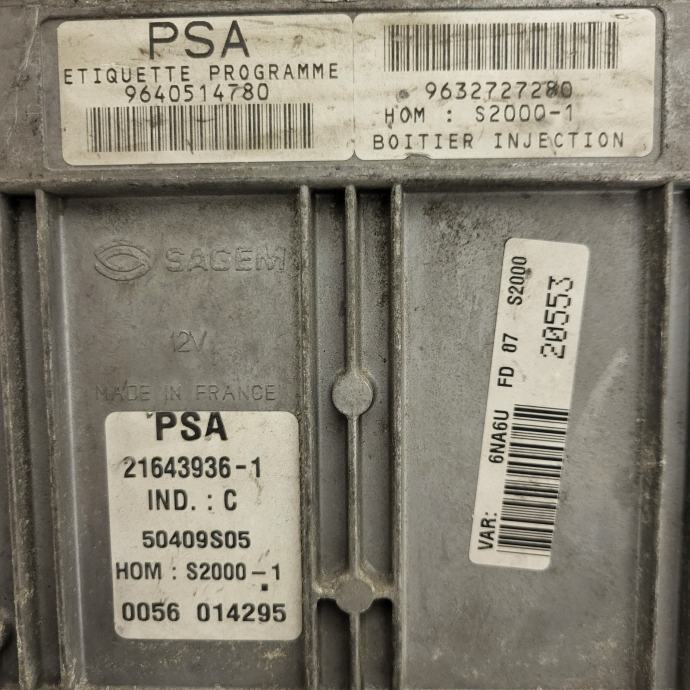 PSA
ETIQUETTE PROGRAMME
9640514780
9632727280
HOM : S2000-1
BOITIER INJECTION
SAGEM
12V
MADE IN FRANCE
PSA
21643936-1
IND. : C
50409S05
HOM : S2000-1
0056 014295
VAR: 6NA6U FD 07 S2000
20553